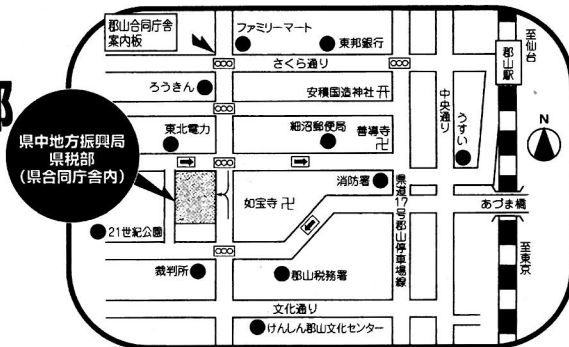 郡山合同庁舎
案内板
ファミリーマート
東邦銀行
至仙台
郡山駅
さくら通り
ろうきん
安積国造神社
中央通り
うすい
N
東北電力
細沼郵便局
善導寺
県中地方振興局
県税部
（県合同庁舎内）
消防署
県道17号郡山停車場線
あづま橋
如宝寺
21世紀公園
至東京
裁判所
郡山税務署
文化通り
けんしん郡山文化センター